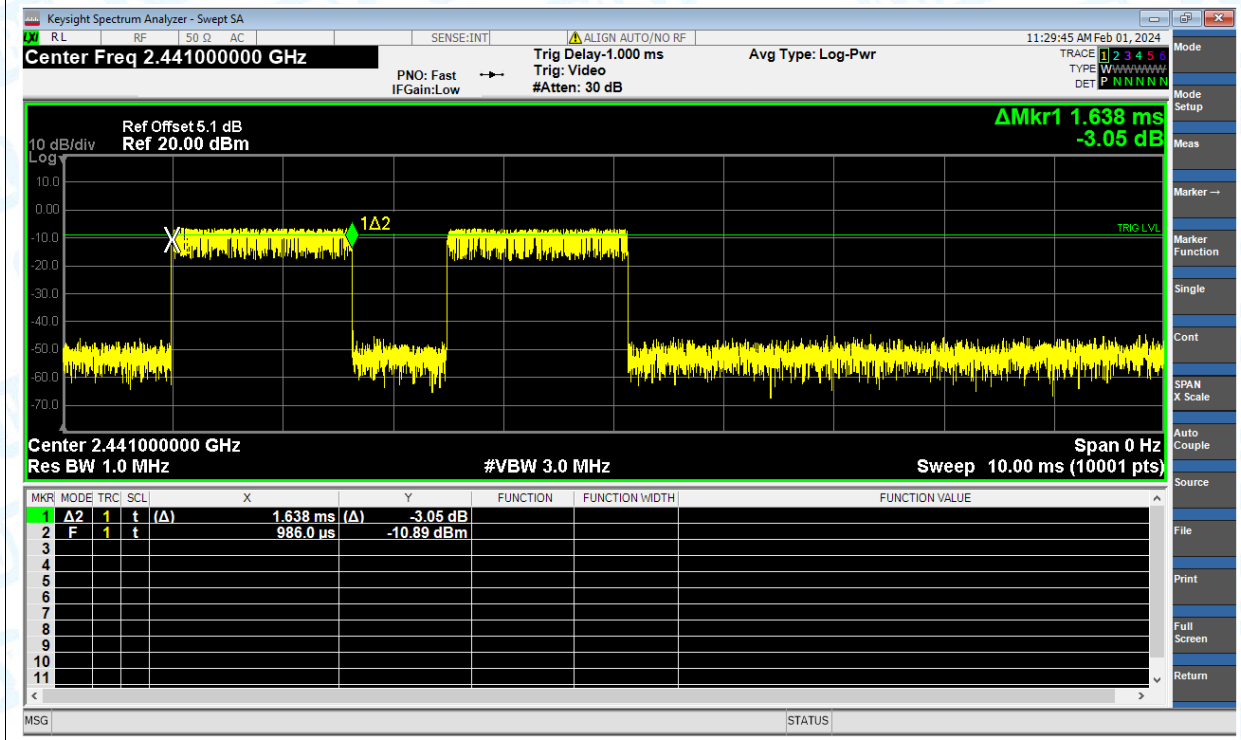 Keysight Spectrum Analyzer - Swept SA
LXI RL RF 50 Ω AC SENSE:INT ALIGN AUTO/NO RF 11:29:45 AM Feb 01, 2024
Center Freq 2.441000000 GHz
Trig Delay-1.000 ms Avg Type: Log-Pwr TRACE 1 2 3 4 5 6
PNO: Fast Trig: Video TYPE WWWWWW
IFGain:Low #Atten: 30 dB DET P N N N N N
Mode
Mode Setup
Meas
Marker →
Marker Function
Single
Cont
SPAN X Scale
Auto Couple
Source
File
Print
Full Screen
Return
ΔMkr1 1.638 ms
-3.05 dB
Ref Offset 5.1 dB
10 dB/div Ref 20.00 dBm
Log
10.0
0.00
-10.0
-20.0
-30.0
-40.0
-50.0
-60.0
-70.0
X
1Δ2
TRIG LVL
Center 2.441000000 GHz Span 0 Hz
Res BW 1.0 MHz #VBW 3.0 MHz Sweep 10.00 ms (10001 pts)
MKR MODE TRC SCL X Y FUNCTION FUNCTION WIDTH FUNCTION VALUE
1 Δ2 1 t (Δ) 1.638 ms (Δ) -3.05 dB
2 F 1 t 986.0 µs -10.89 dBm
3
4
5
6
7
8
9
10
11
MSG STATUS